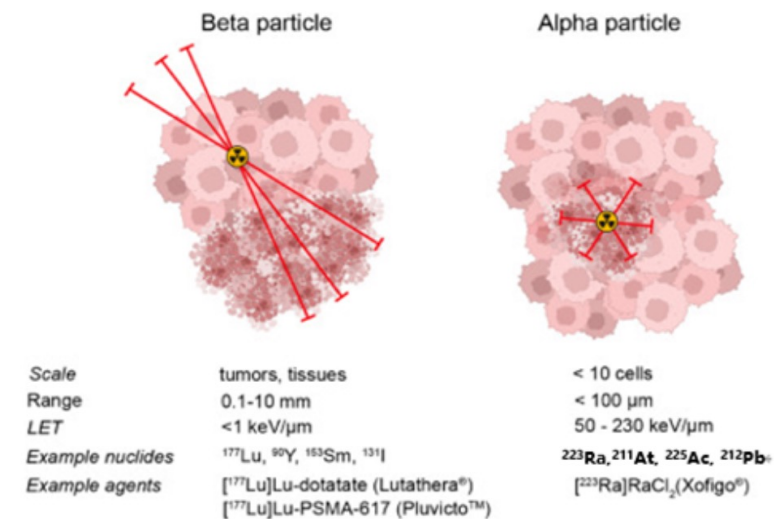 Beta particle Alpha particle
Scale tumors, tissues < 10 cells
Range 0.1-10 mm < 100 µm
LET <1 keV/µm 50 - 230 keV/µm
Example nuclides ¹⁷⁷Lu, ⁹⁰Y, ¹⁵³Sm, ¹³¹I ²²³Ra,²¹¹At, ²²⁵Ac, ²¹²Pb
Example agents [¹⁷⁷Lu]Lu-dotatate (Lutathera®) [²²³Ra]RaCl₂(Xofigo®)
[¹⁷⁷Lu]Lu-PSMA-617 (Pluvicto™)